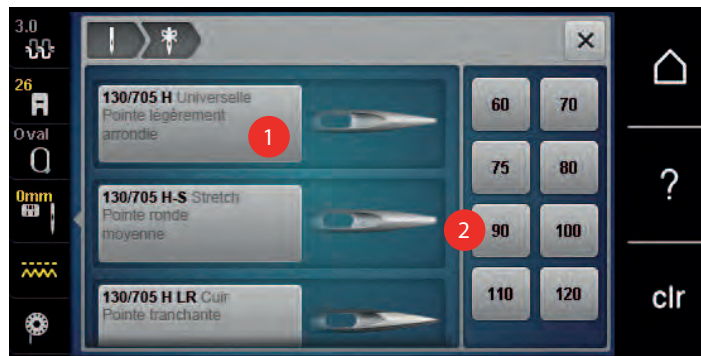 3.0
26
Oval
0mm
130/705 H Universelle
Pointe légèrement
arrondie
1
130/705 H-S Stretch
Pointe ronde
moyenne
130/705 H LR Cuir
Pointe tranchante
60 70
75 80
2
90 100
110 120
?
clr